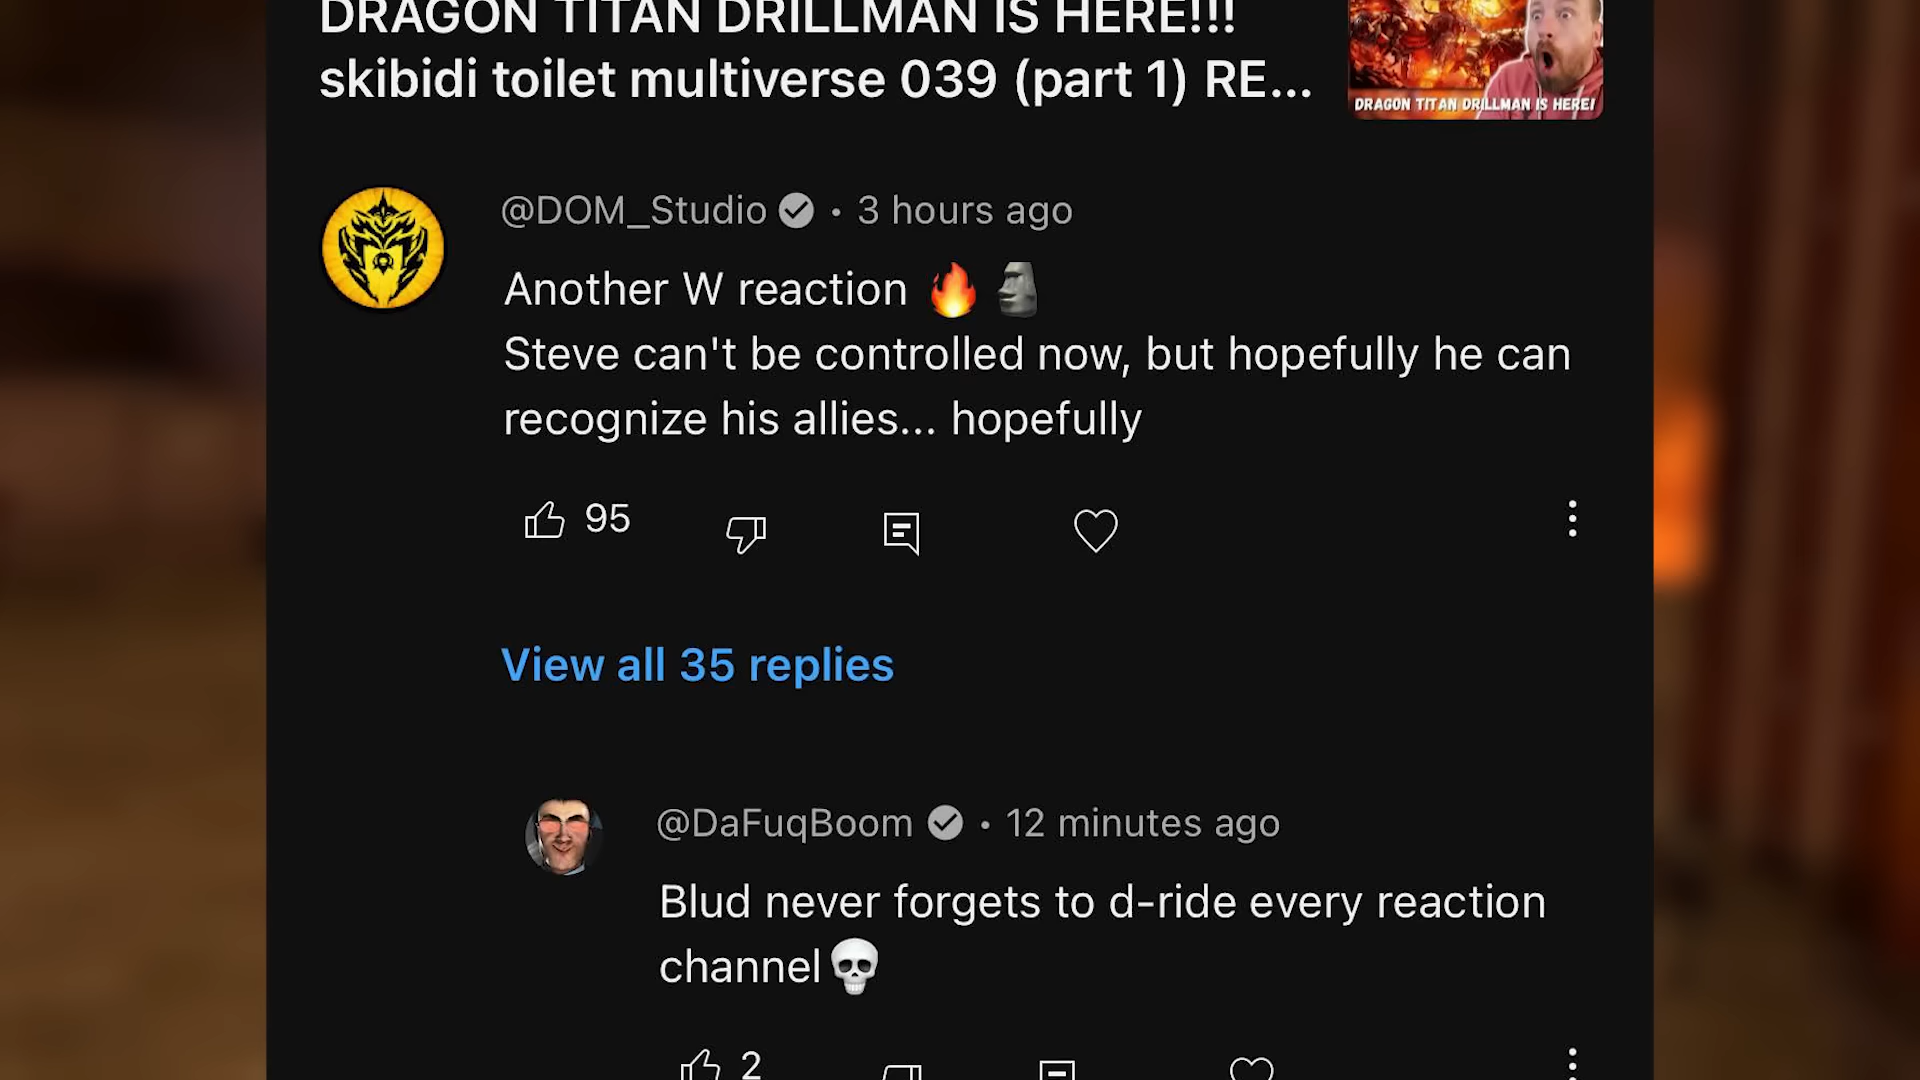 DRAGON TITAN DRILLMAN IS HERE!!!
skibidi toilet multiverse 039 (part 1) RE...
DRAGON TITAN DRILLMAN IS HERE!
@DOM_Studio • 3 hours ago
Another W reaction 🔥🗿
Steve can't be controlled now, but hopefully he can
recognize his allies... hopefully
95
View all 35 replies
@DaFuqBoom • 12 minutes ago
Blud never forgets to d-ride every reaction
channel💀
2